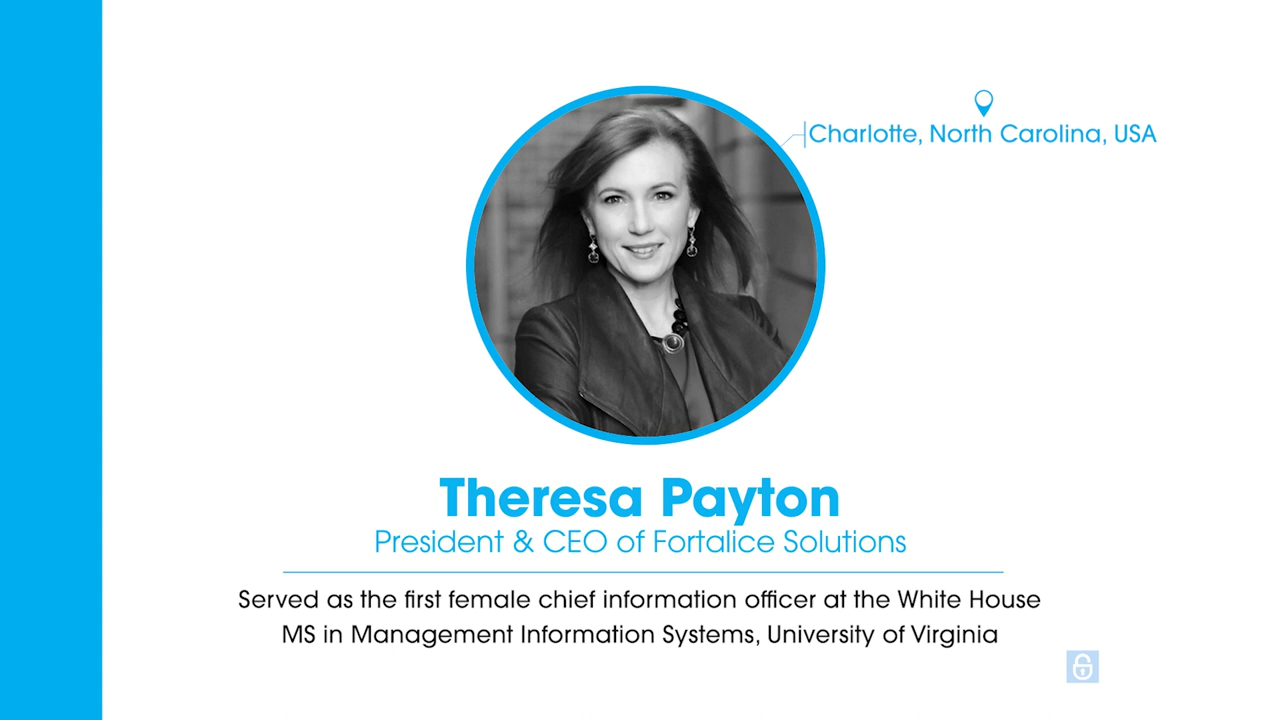 Charlotte, North Carolina, USA
Theresa Payton
President & CEO of Fortalice Solutions
Served as the first female chief information officer at the White House
MS in Management Information Systems, University of Virginia